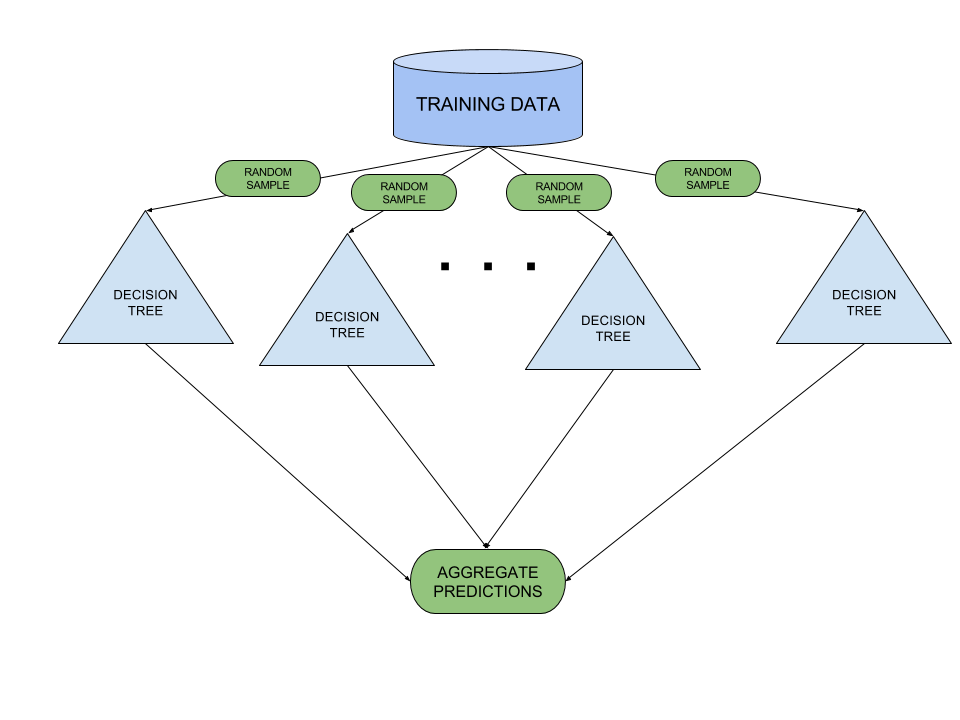 TRAINING DATA
RANDOM
SAMPLE
RANDOM
SAMPLE
RANDOM
SAMPLE
RANDOM
SAMPLE
DECISION
TREE
DECISION
TREE
DECISION
TREE
DECISION
TREE
AGGREGATE
PREDICTIONS